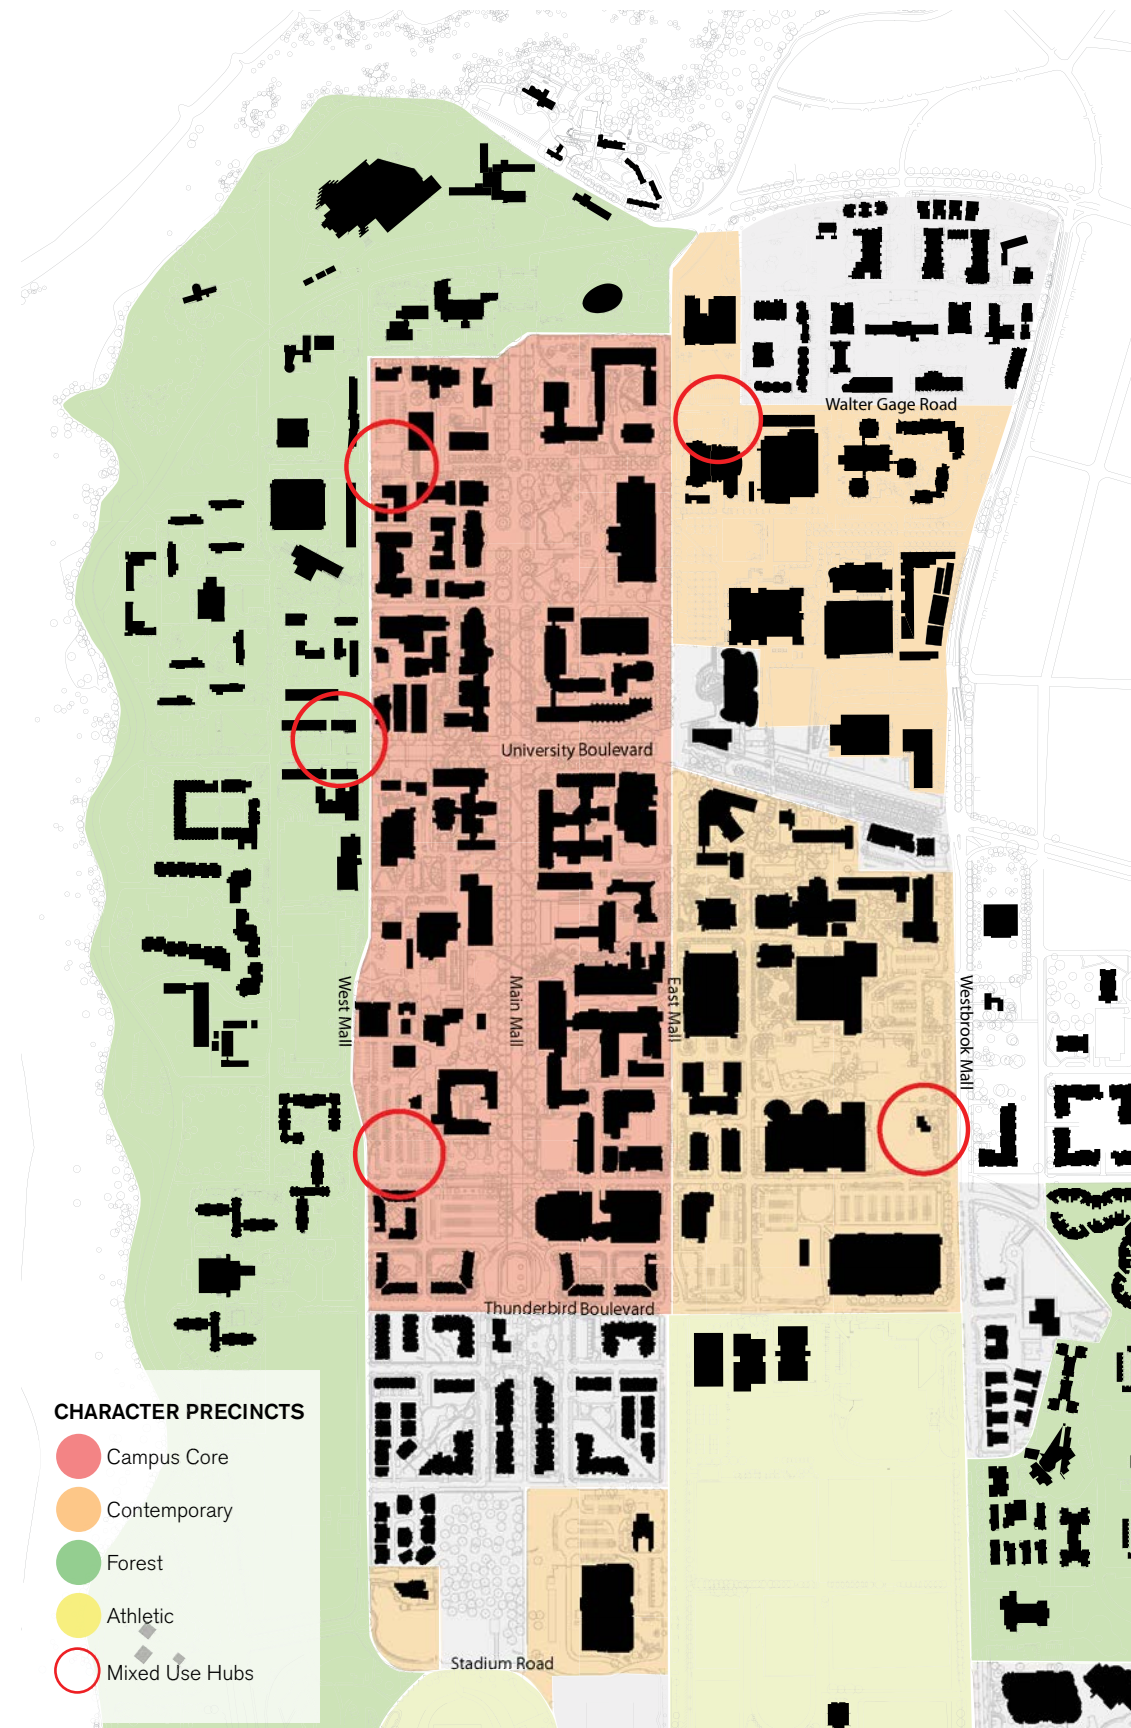 Walter Gage Road
University Boulevard
West Mall
Main Mall
East Mall
Westbrook Mall
Thunderbird Boulevard
CHARACTER PRECINCTS
Campus Core
Contemporary
Forest
Athletic
Mixed Use Hubs
Stadium Road